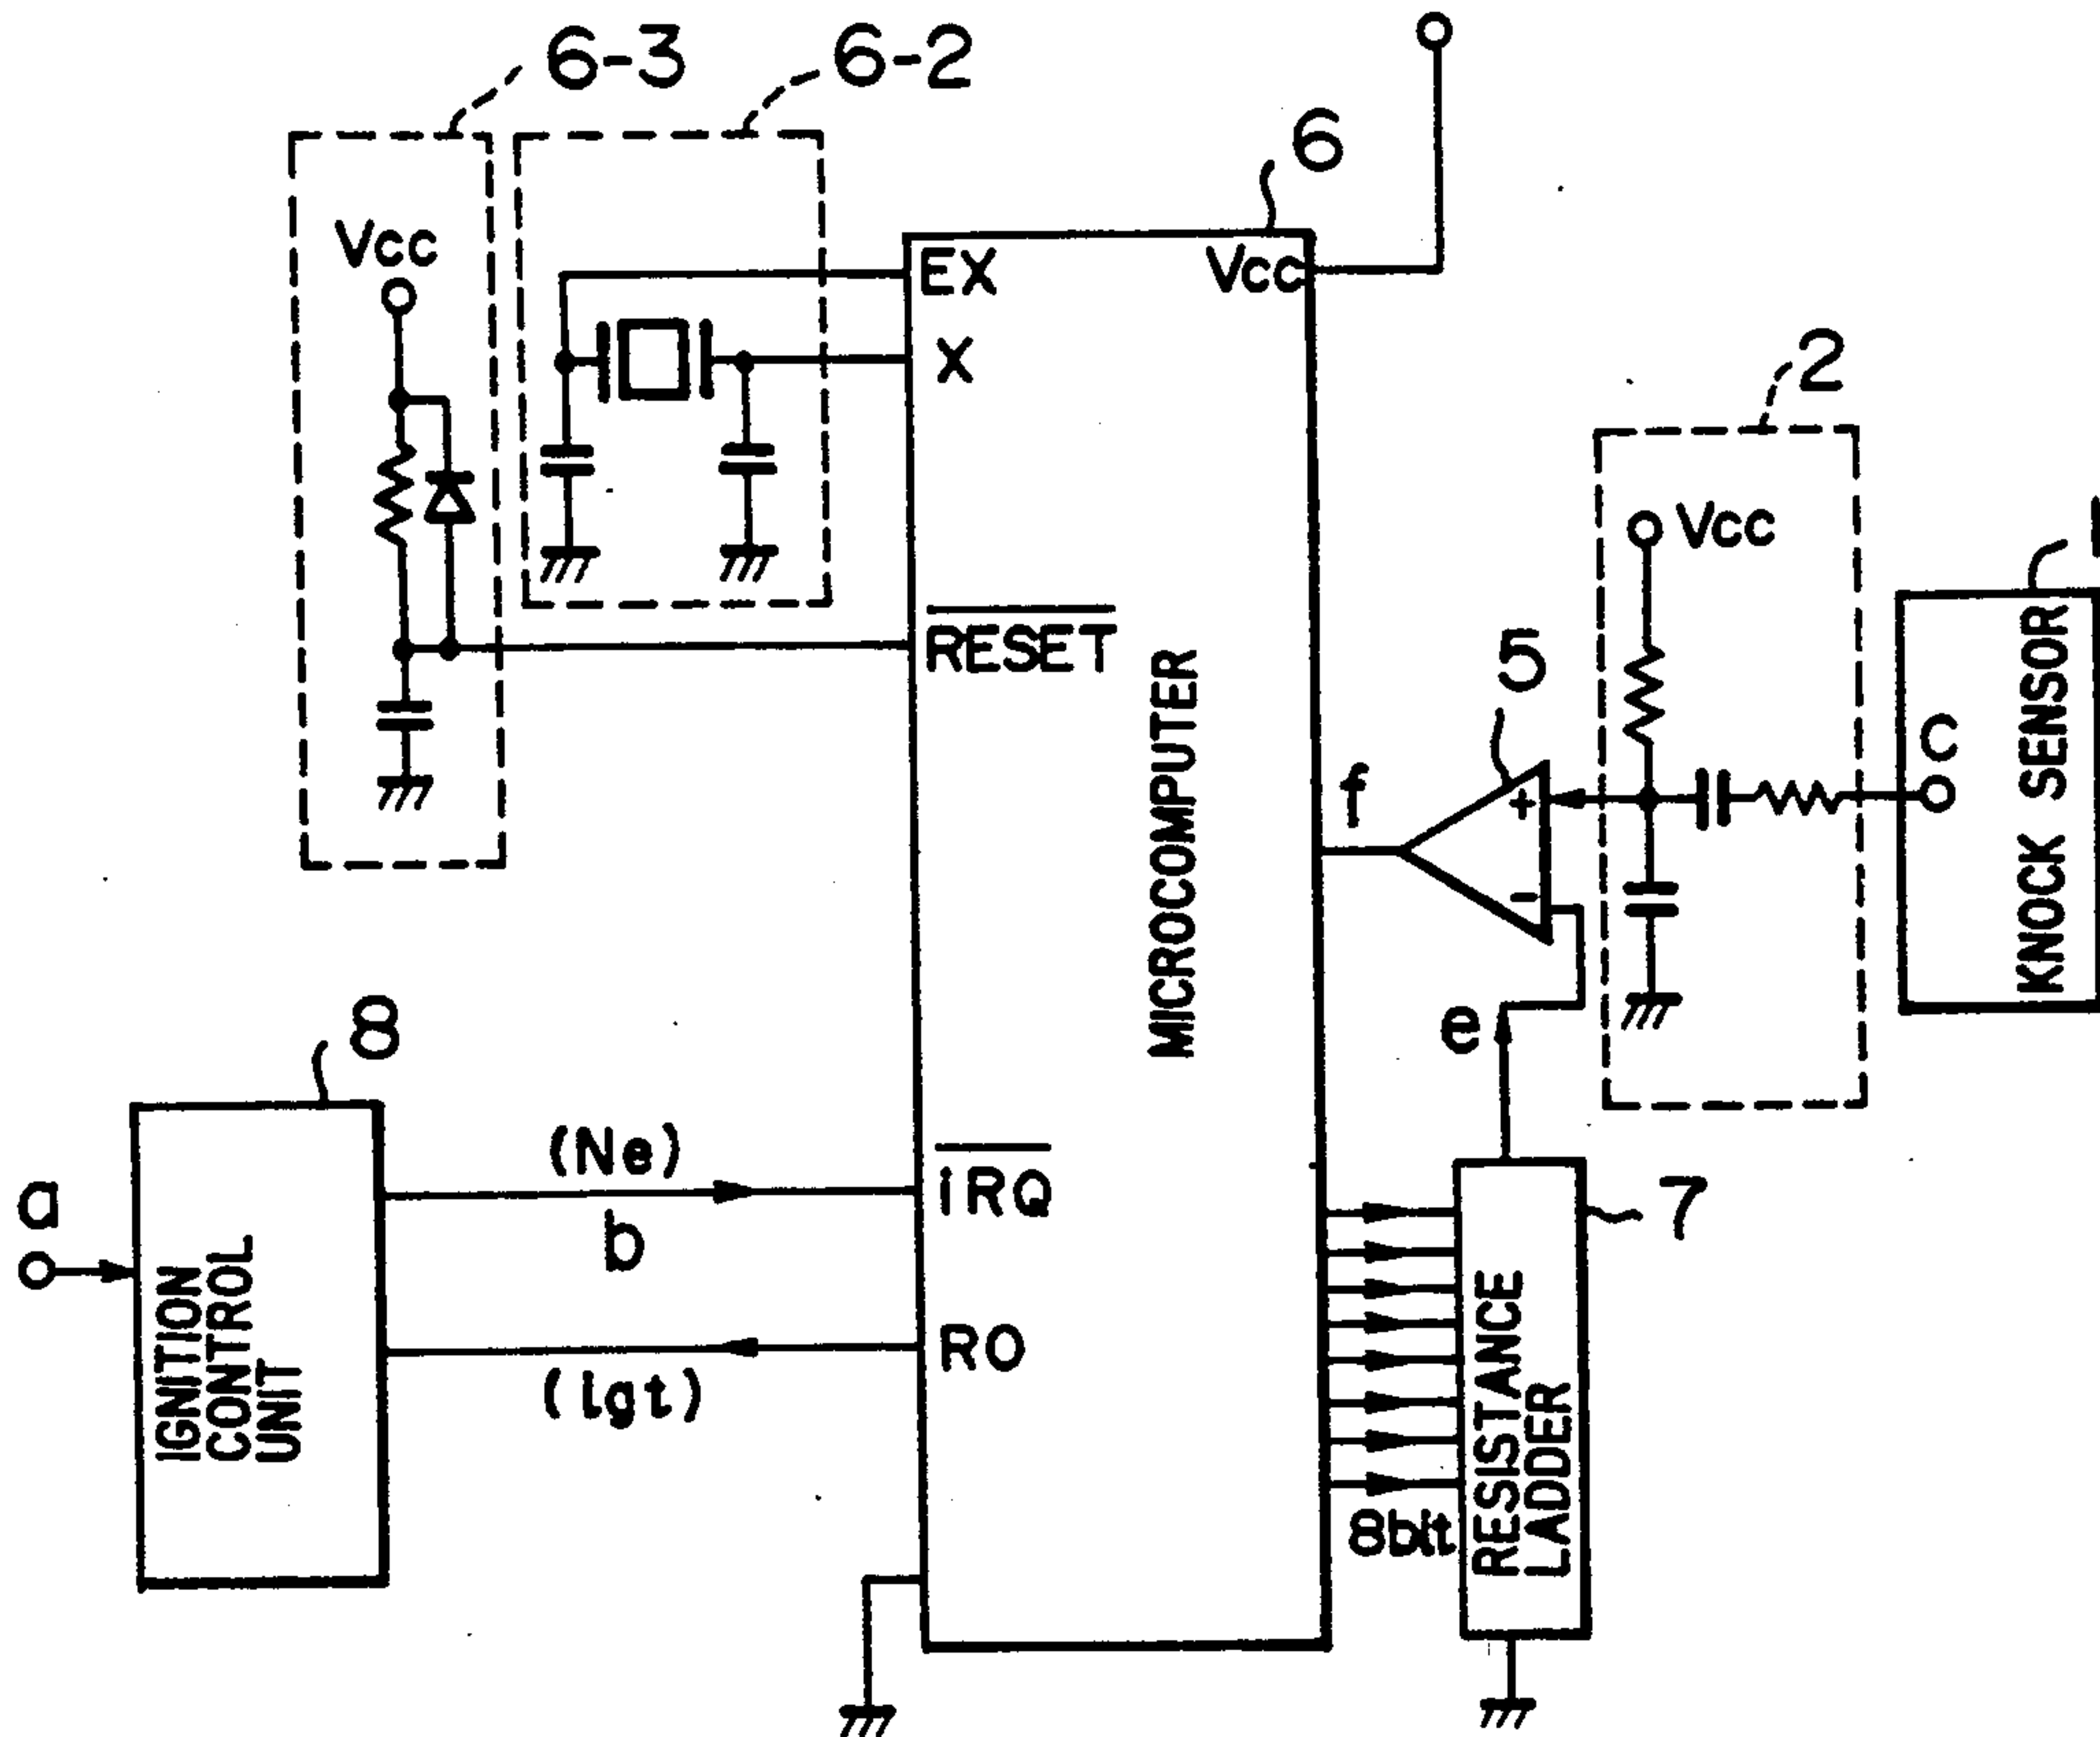 6-3
6-2
6
Vcc
EX
Vcc
X
2
Vcc
RESET
MICROCOMPUTER
5
KNOCK SENSOR
C
f
e
8
(Ne)
b
iRQ
a
IGNITION
CONTROL
UNIT
RO
(igt)
7
RESISTANCE
LADDER
8bit